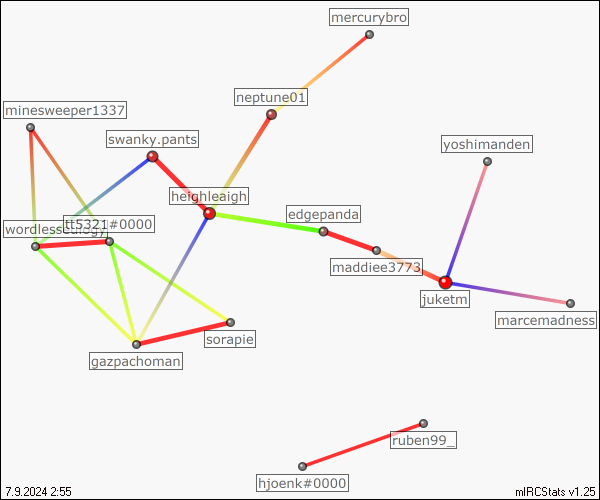 mercurybro
neptune01
minesweeper1337
swanky.pants
yoshimanden
heighleaigh
edgepanda
tt5321#0000
maddiee3773
juketm
marcemadness
sorapie
gazpachoman
ruben99_
hjoenk#0000
7.9.2024 2:55
mIRCStats v1.25